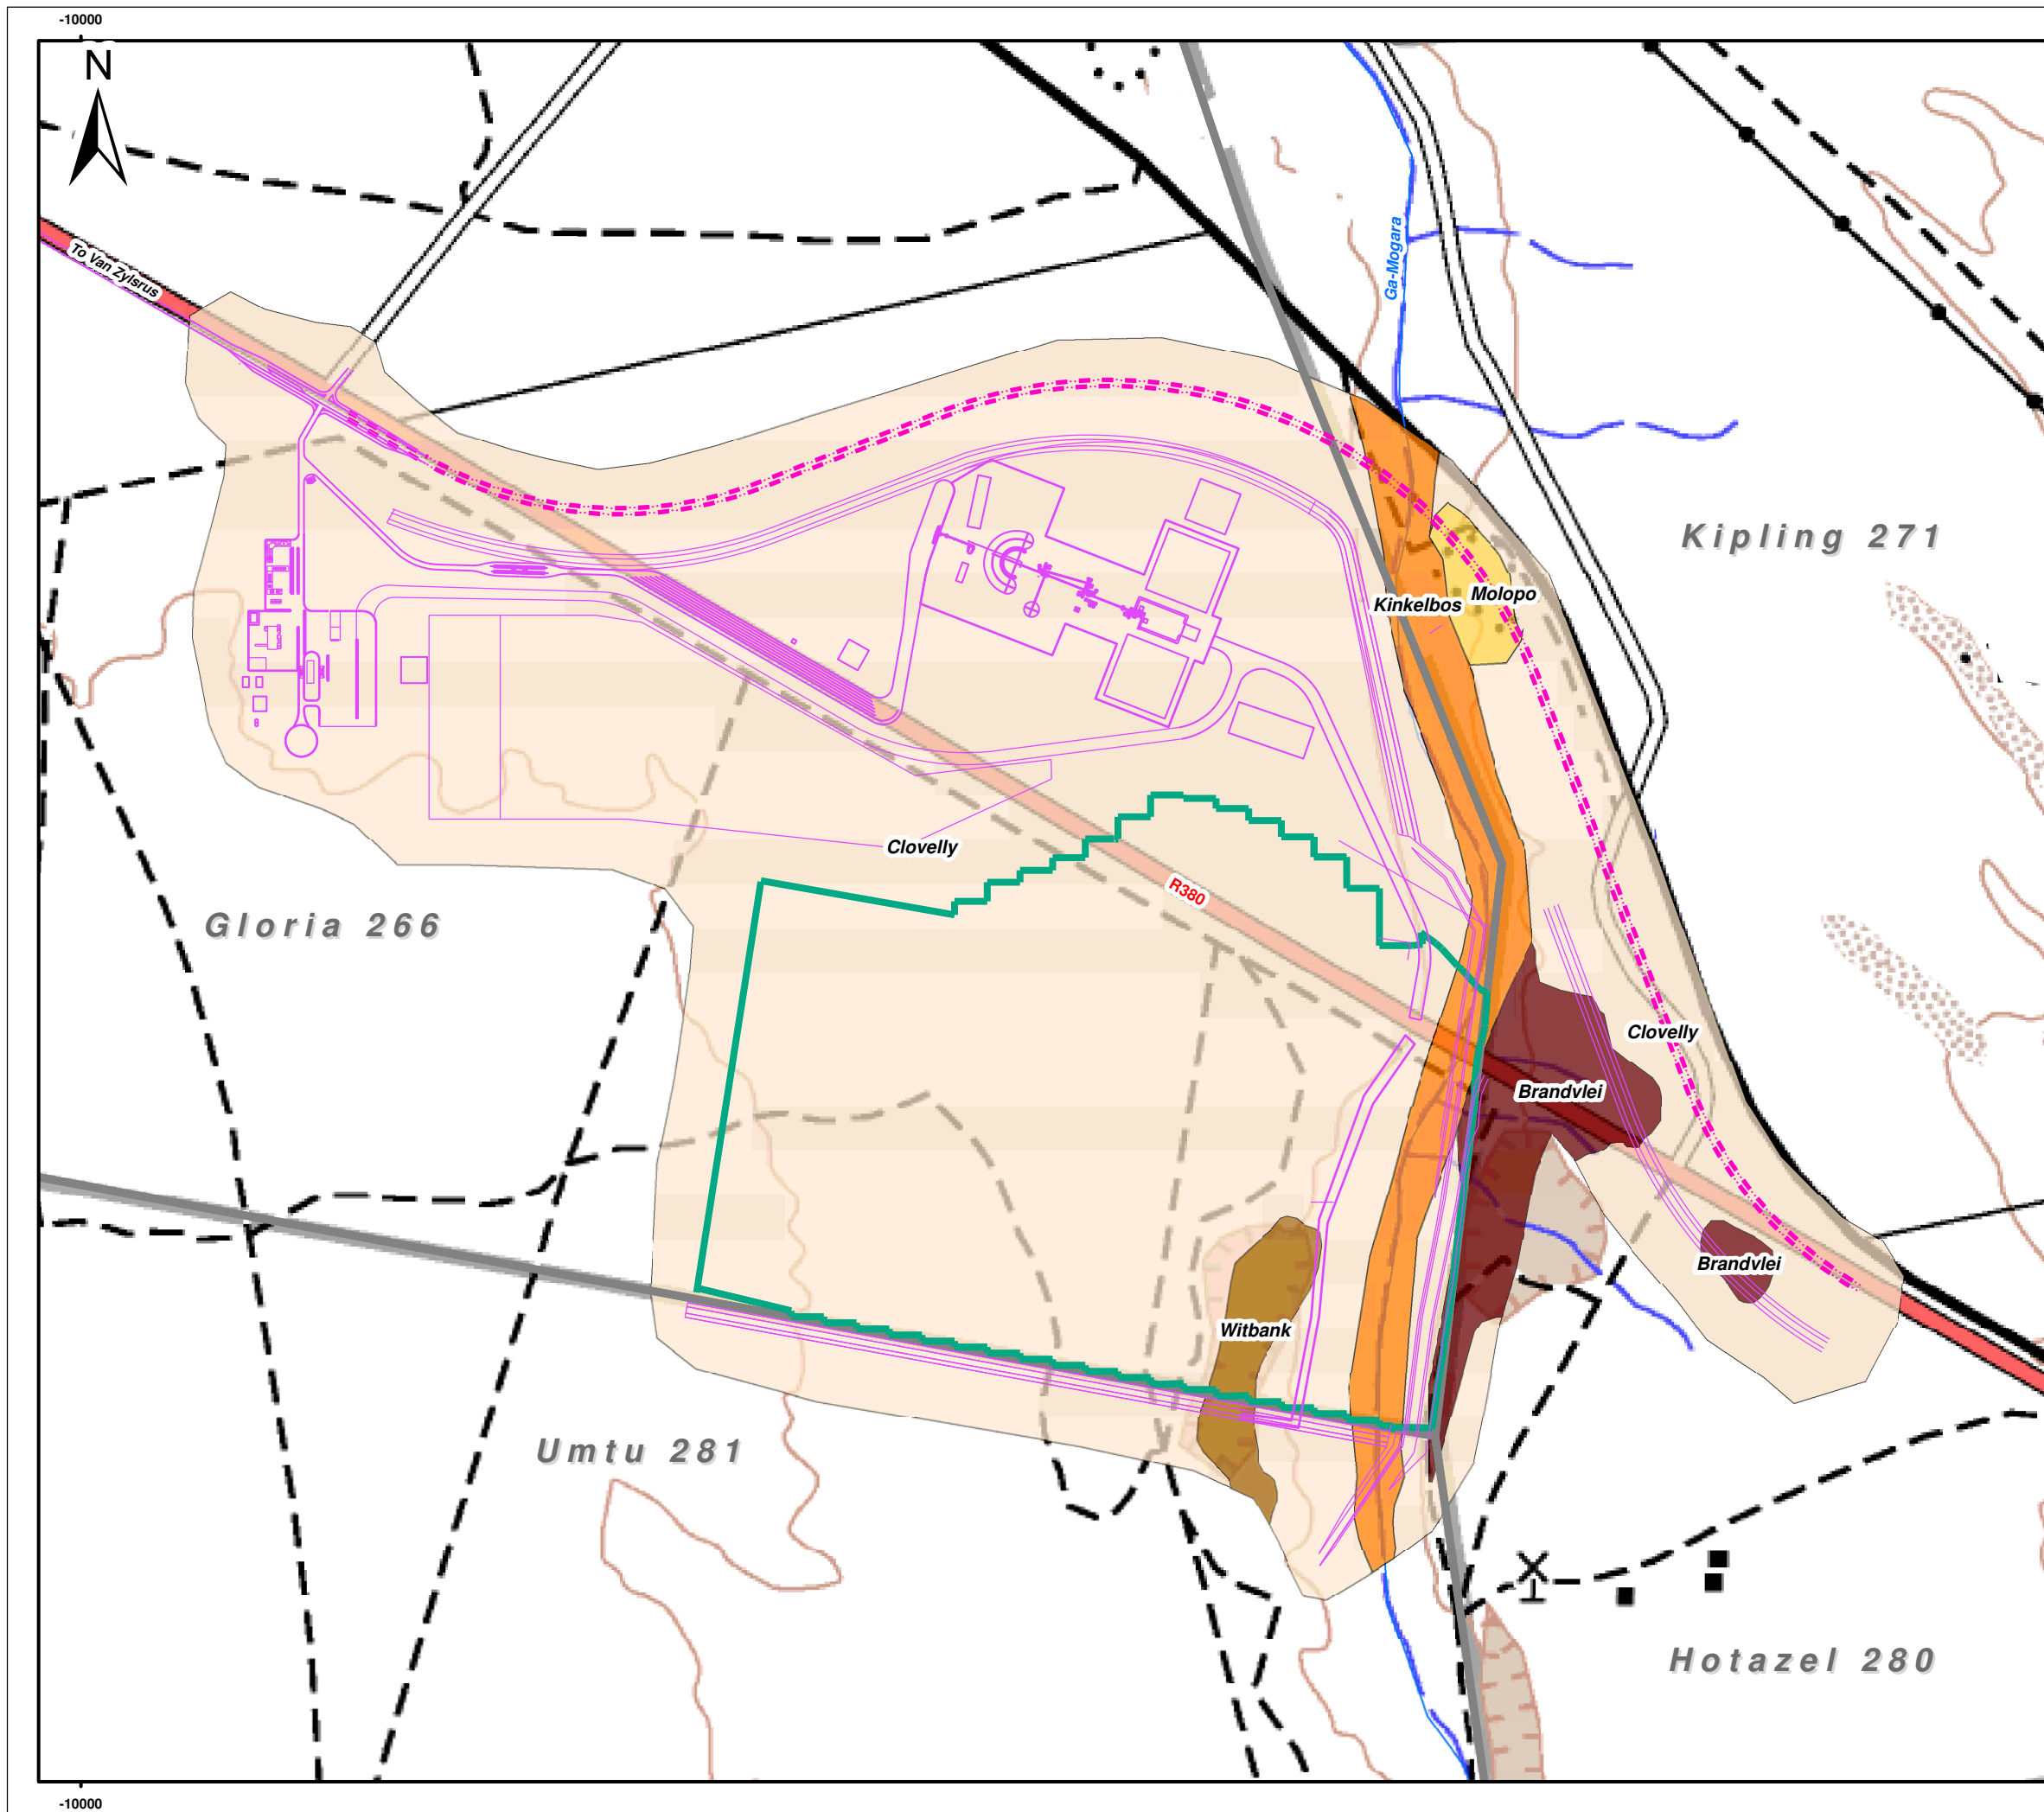 -10000
N
To Van Zylsrus
Ga-Mogara
Kipling 271
Molopo
Kinkelbos
Clovelly
R380
Gloria 266
Clovelly
Brandvlei
Brandvlei
Witbank
Umtu 281
Hotazel 280
-10000